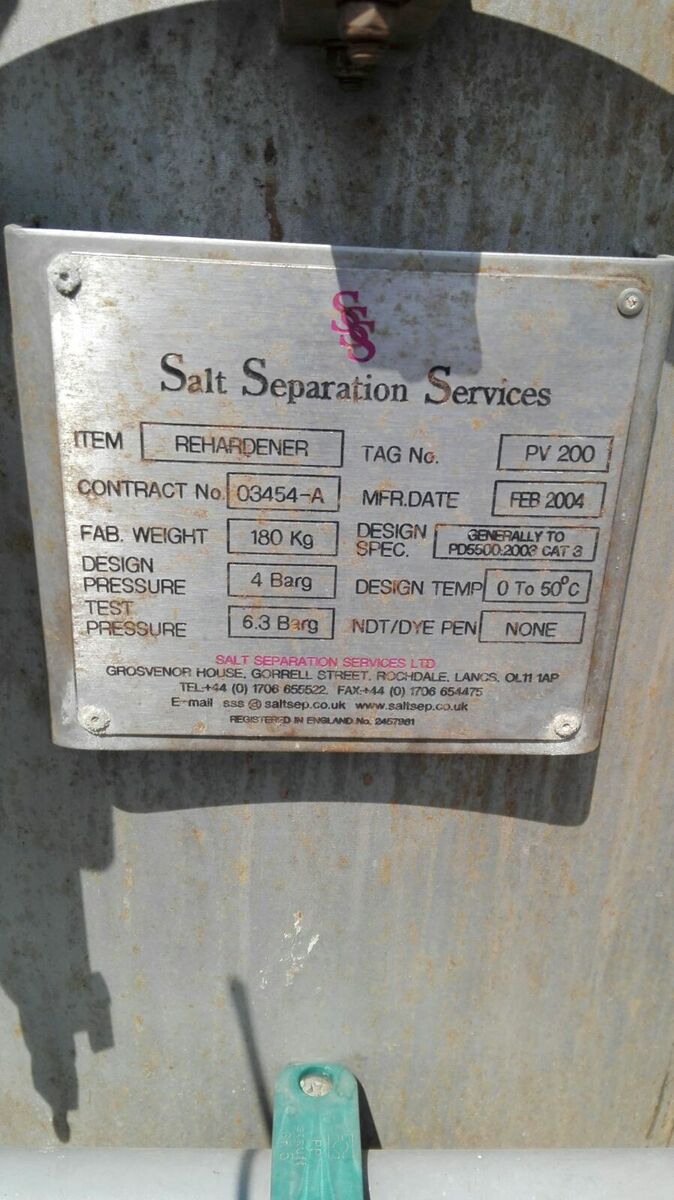 SSS
Salt Separation Services
ITEM REHARDENER TAG No. PV 200
CONTRACT No. 03454-A MFR.DATE FEB 2004
FAB. WEIGHT 180 Kg DESIGN SPEC. GENERALLY TO PD5500:2003 CAT 3
DESIGN PRESSURE 4 Barg DESIGN TEMP 0 To 50°C
TEST PRESSURE 6.3 Barg NDT/DYE PEN NONE
SALT SEPARATION SERVICES LTD
GROSVENOR HOUSE, GORRELL STREET, ROCHDALE, LANCS, OL11 1AP
TEL:+44 (0) 1706 655522, FAX:+44 (0) 1706 654475
E-mail sss @ saltsep.co.uk www.saltsep.co.uk
REGISTERED IN ENGLAND No. 2457981